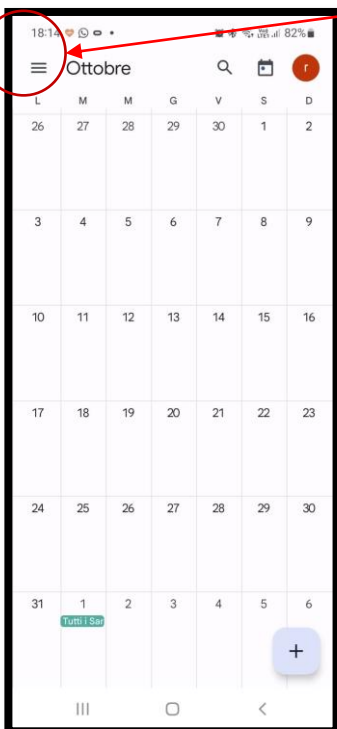 18:14 82%
Ottobre r
L M M G V S D
26 27 28 29 30 1 2
3 4 5 6 7 8 9
10 11 12 13 14 15 16
17 18 19 20 21 22 23
24 25 26 27 28 29 30
31 1 2 3 4 5 6
Tutti i San
+